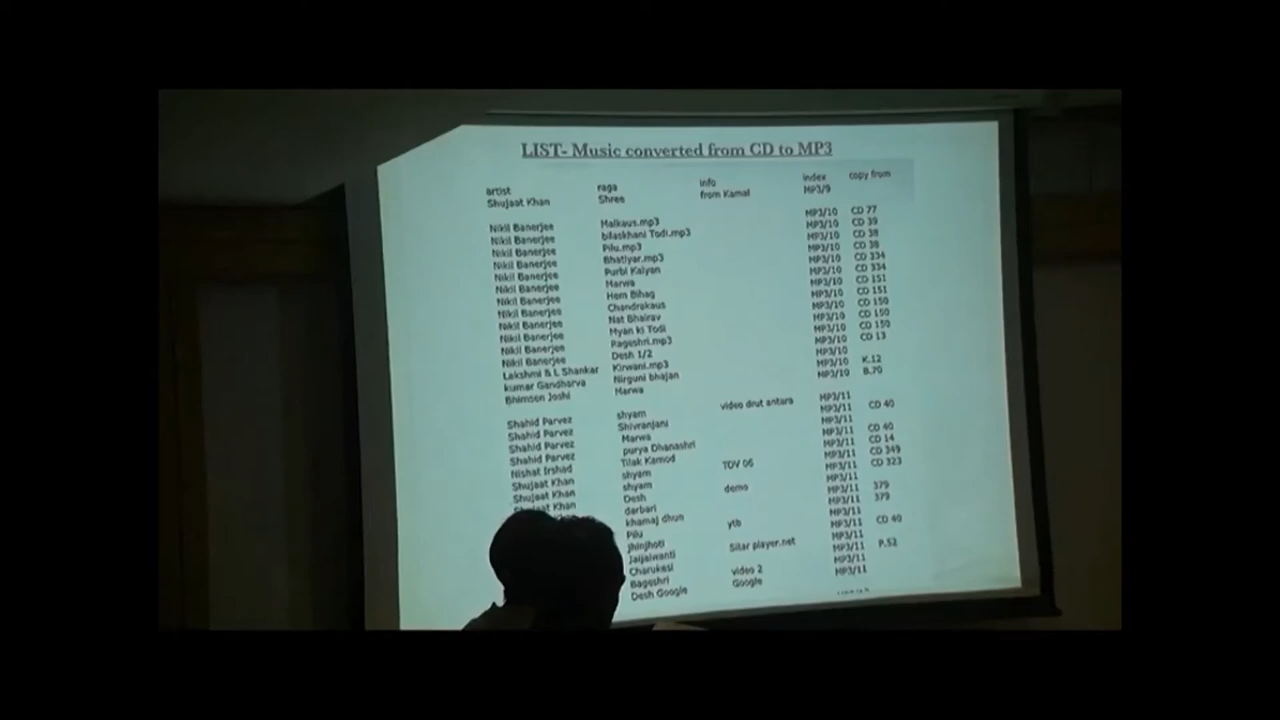 LIST- Music converted from CD to MP3
artist raga info index copy from
Shujaat Khan Shree from Kamal MP3/9
Nikil Banerjee Malkaus.mp3 MP3/10 CD 77
Nikil Banerjee bilaskhani Todi.mp3 MP3/10 CD 39
Nikil Banerjee Pilu.mp3 MP3/10 CD 38
Nikil Banerjee Bhatiyar.mp3 MP3/10 CD 38
Nikil Banerjee Purbi Kalyan MP3/10 CD 334
Nikil Banerjee Marwa MP3/10 CD 334
Nikil Banerjee Hem Bihag MP3/10 CD 151
Nikil Banerjee Chandrakaus MP3/10 CD 151
Nikil Banerjee Nat Bhairav MP3/10 CD 150
Nikil Banerjee Myan ki Todi MP3/10 CD 150
Nikil Banerjee Rageshri.mp3 MP3/10 CD 150
Nikil Banerjee Desh 1/2 MP3/10 CD 13
Lakshmi & L Shankar Kirwani.mp3 MP3/10
kumar Gandharva Nirguni bhajan MP3/10 K.12
Bhimsen Joshi Marwa MP3/10 B.70
Shahid Parvez shyam video drut antara MP3/11
Shahid Parvez Shivranjani MP3/11 CD 40
Shahid Parvez Marwa MP3/11
Shahid Parvez purya Dhanashri MP3/11 CD 40
Nishat Irshad Tilak Kamod MP3/11 CD 14
Shujaat Khan shyam TOV 06 MP3/11 CD 349
Shujaat Khan shyam MP3/11 CD 323
Shujaat Khan Desh demo MP3/11
darbari MP3/11 379
khamaj dhun MP3/11 379
Pilu ytb MP3/11
jhinjhoti MP3/11 CD 40
Jaijaiwanti Sitar player.net MP3/11
Charukesi MP3/11 P.52
Bageshri video 2 MP3/11
Desh Google Google MP3/11